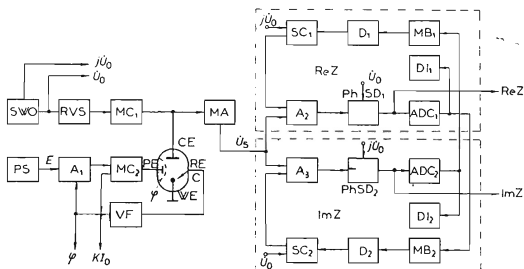 jU̇₀
U̇₀
SWO
RVS
MC₁
MA
U̇s
PS
E
A₁
MC₂
PE
CE
RE
C
WE
φ
VF
φ
KI₀
jU̇₀
SC₁
D₁
MB₁
ReZ
DI₁
U̇₀
PhSD₁
A₂
ADC₁
ReZ
jU̇₀
A₃
PhSD₂
ADC₂
ImZ
ImZ
DI₂
SC₂
D₂
MB₂
U̇₀